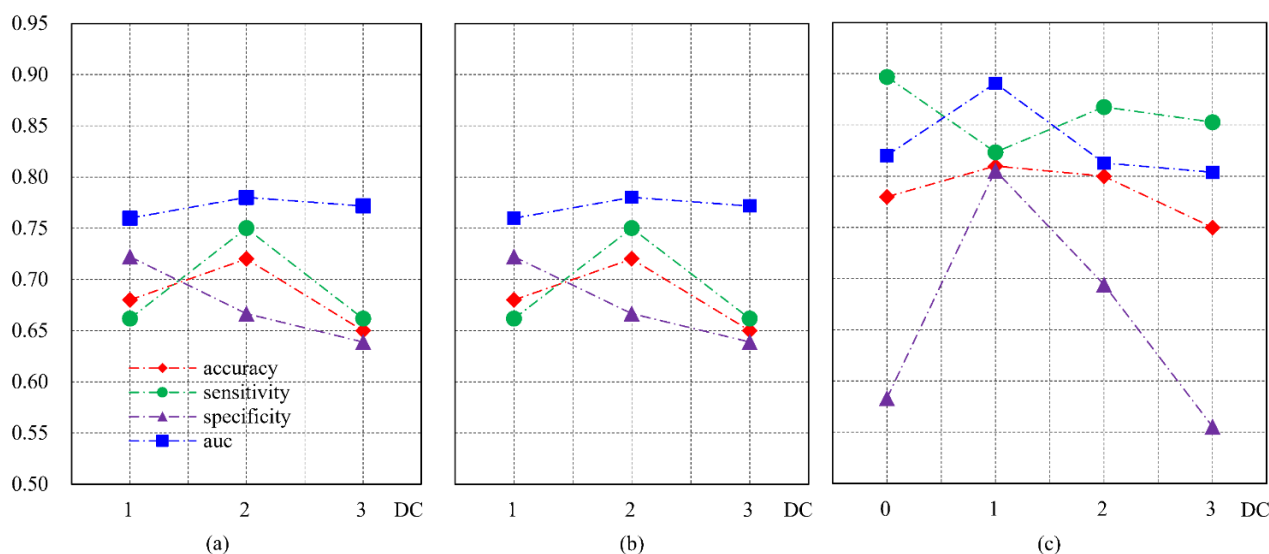 0.95
0.90
0.85
0.80
0.75
0.70
0.65
0.60
0.55
0.50
accuracy
sensitivity
specificity
auc
1 2 3 DC
1 2 3 DC
0 1 2 3 DC
(a) (b) (c)